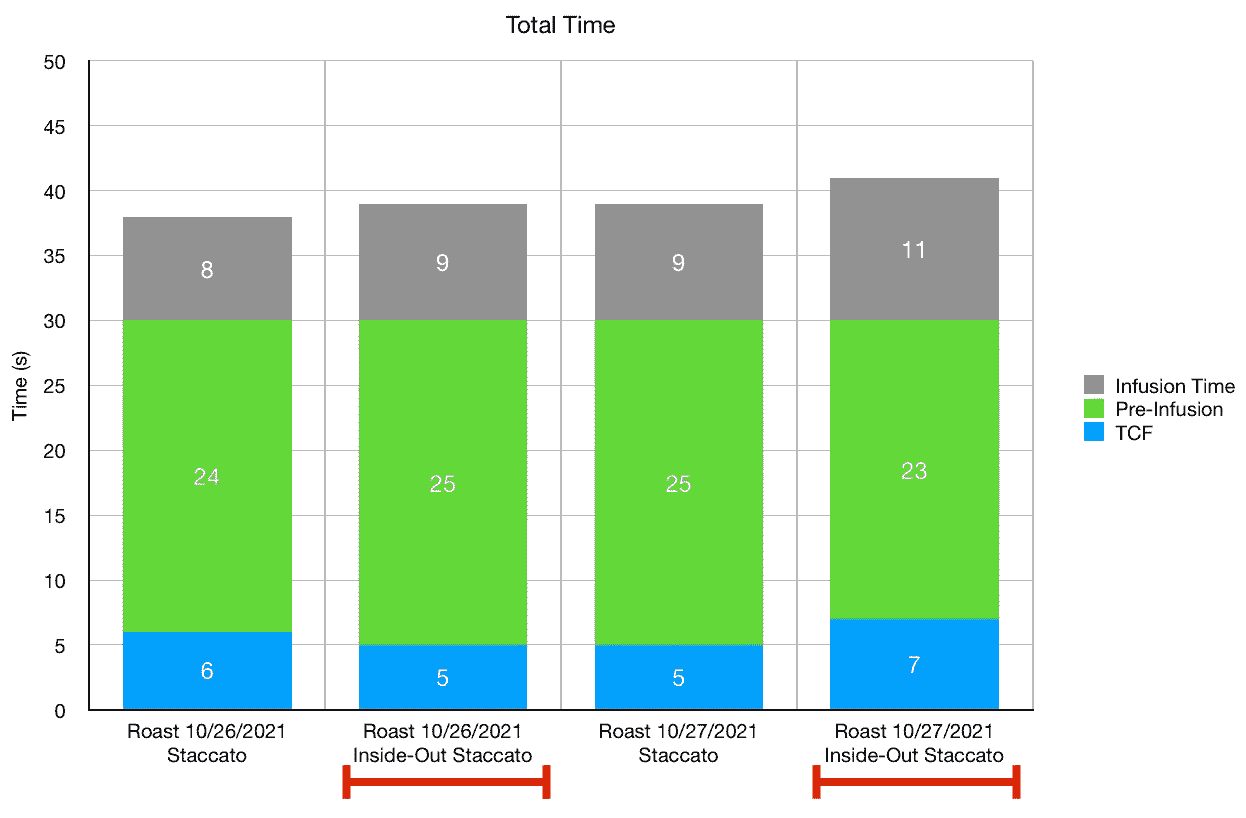 Total Time
50
45
40
35
30
25
20
15
10
5
0
Time (s)
8
9
9
11
24
25
25
23
6
5
5
7
Infusion Time
Pre-Infusion
TCF
Roast 10/26/2021
Staccato
Roast 10/26/2021
Inside-Out Staccato
Roast 10/27/2021
Staccato
Roast 10/27/2021
Inside-Out Staccato